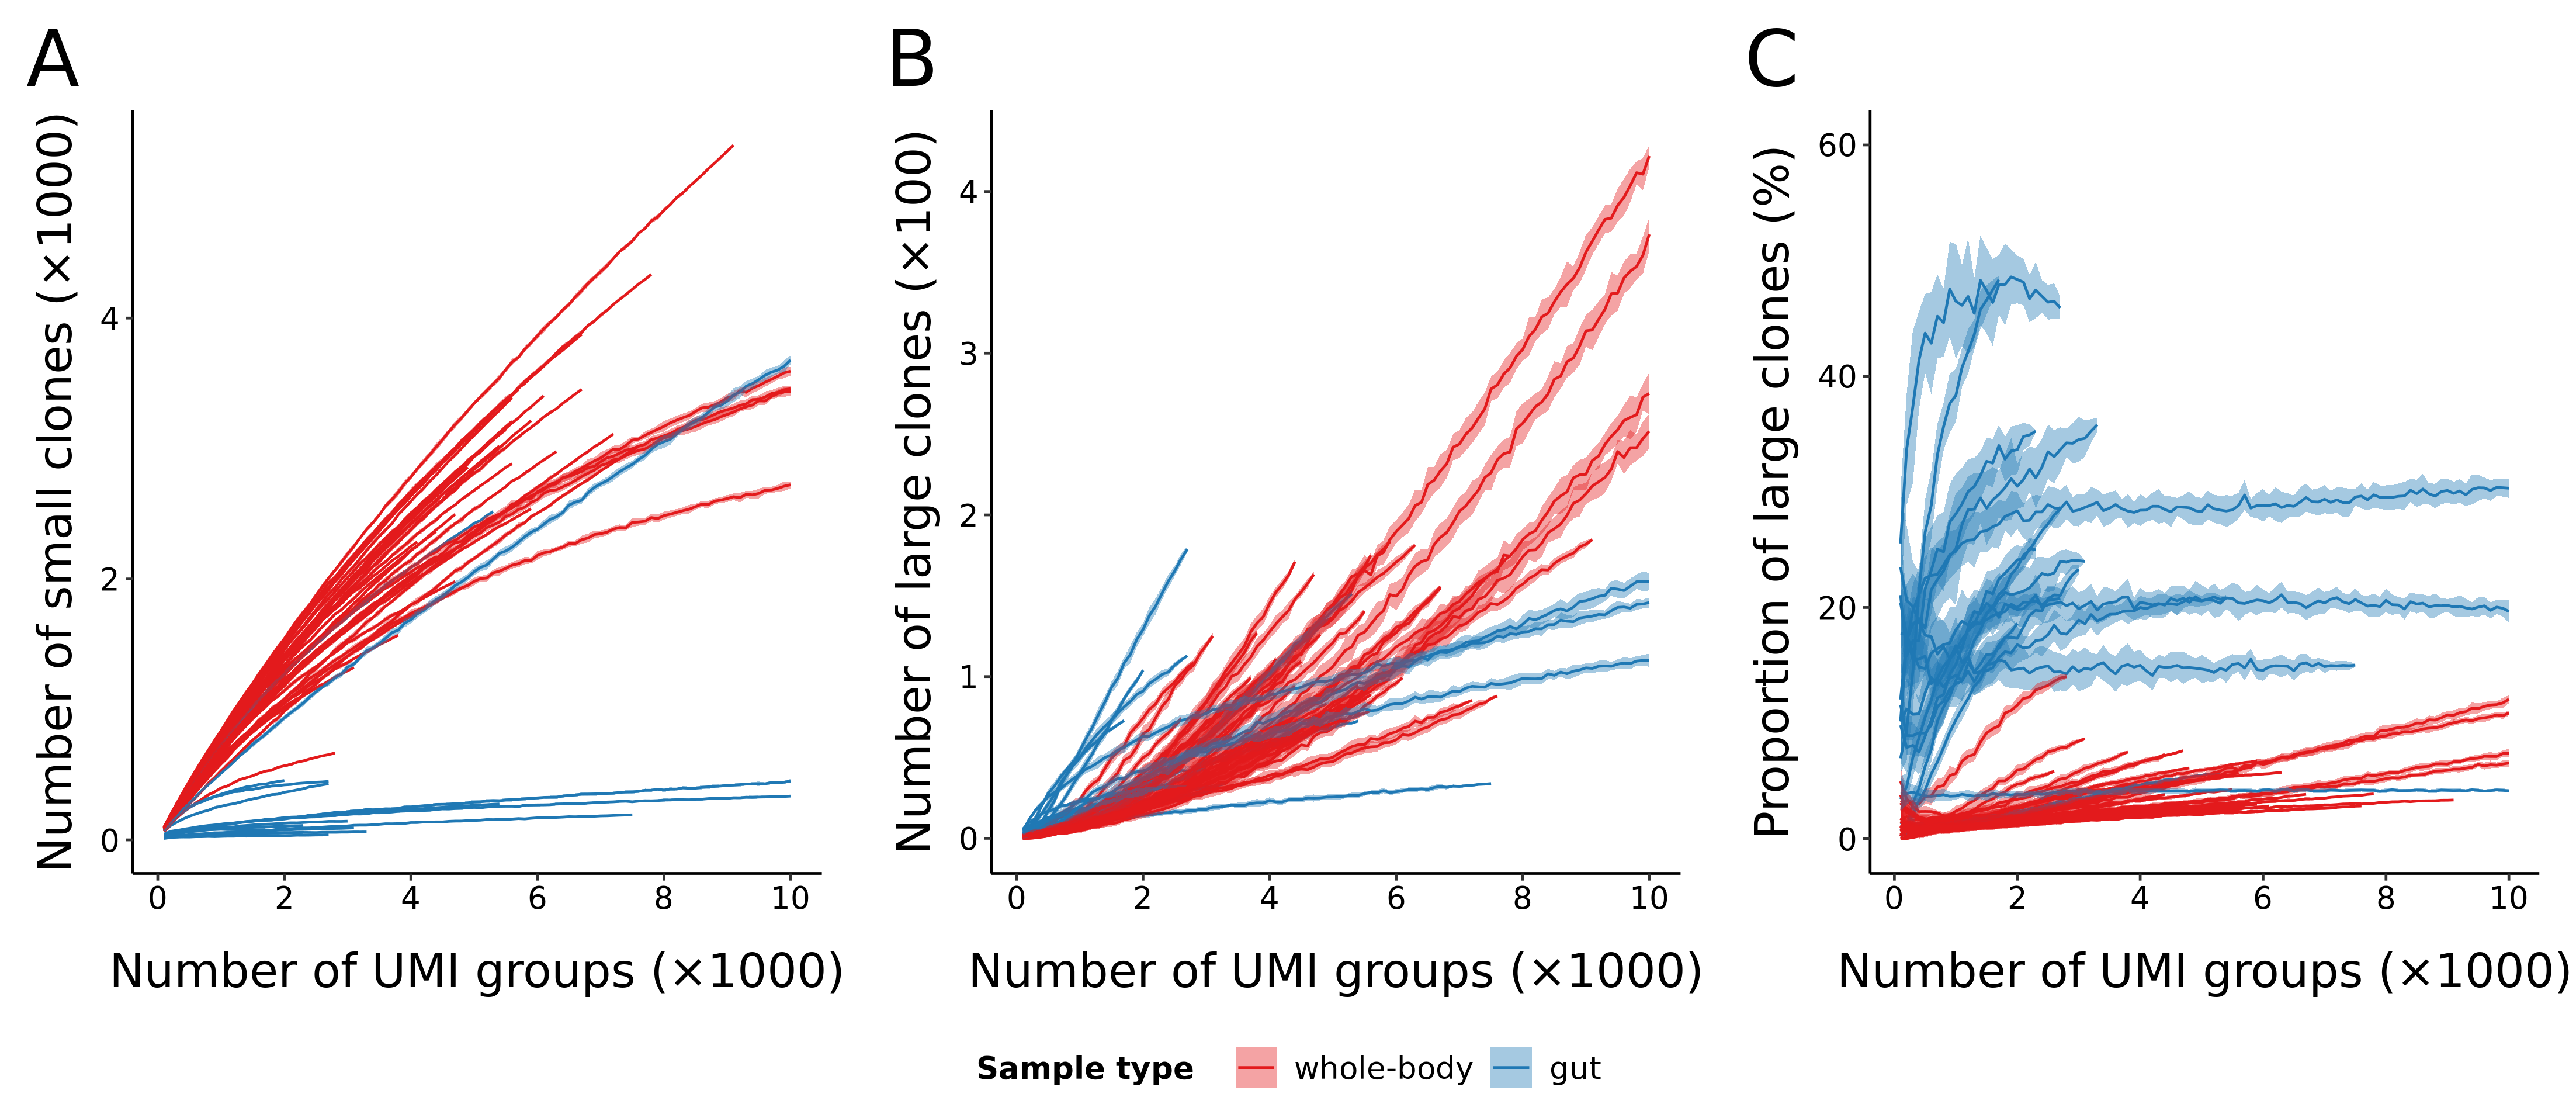 A
B
C
Number of small clones (×1000)
4
2
0
0 2 4 6 8 10
Number of UMI groups (×1000)
Number of large clones (×100)
4
3
2
1
0
0 2 4 6 8 10
Number of UMI groups (×1000)
Proportion of large clones (%)
60
40
20
0
0 2 4 6 8 10
Number of UMI groups (×1000)
Sample type whole-body gut